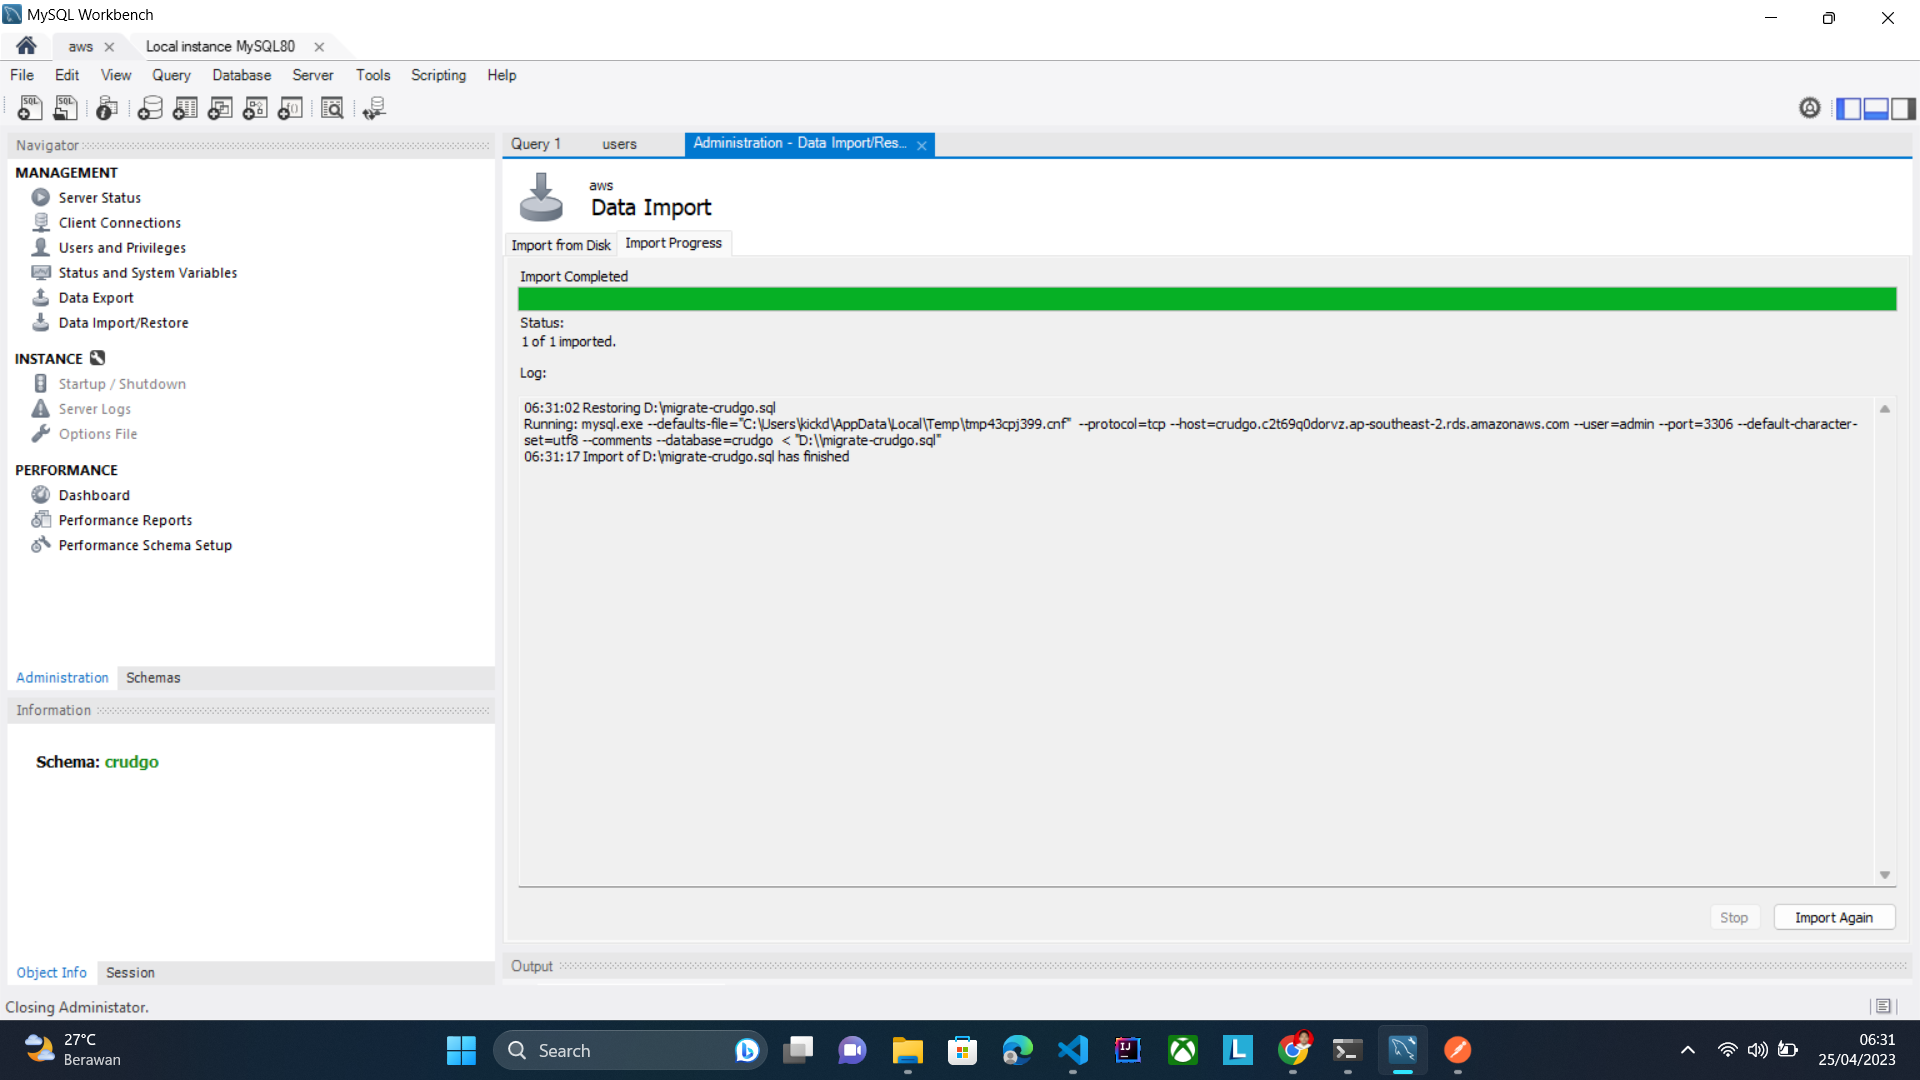 MySQL Workbench
aws
Local instance MySQL80
File Edit View Query Database Server Tools Scripting Help
SQL SQL
Navigator
MANAGEMENT
Server Status
Client Connections
Users and Privileges
Status and System Variables
Data Export
Data Import/Restore
INSTANCE
Startup / Shutdown
Server Logs
Options File
PERFORMANCE
Dashboard
Performance Reports
Performance Schema Setup
Administration Schemas
Information
Schema: crudgo
Object Info Session
Query 1 users Administration - Data Import/Res...
aws
Data Import
Import from Disk Import Progress
Import Completed
Status:
1 of 1 imported.
Log:
06:31:02 Restoring D:\migrate-crudgo.sql
Running: mysql.exe --defaults-file="C:\Users\kickd\AppData\Local\Temp\tmp43cpj399.cnf"  --protocol=tcp --host=crudgo.c2t69q0dorvz.ap-southeast-2.rds.amazonaws.com --user=admin --port=3306 --default-character-
set=utf8 --comments --database=crudgo  < "D:\\migrate-crudgo.sql"
06:31:17 Import of D:\migrate-crudgo.sql has finished
Stop Import Again
Output
Closing Administator.
27°C
Berawan
Search
06:31
25/04/2023